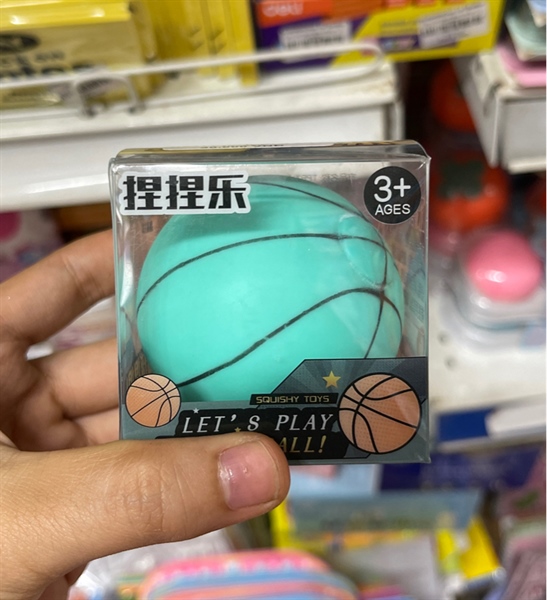 捏捏乐
3+
AGES
SQUISHY TOYS
LET'S PLAY
ALL!